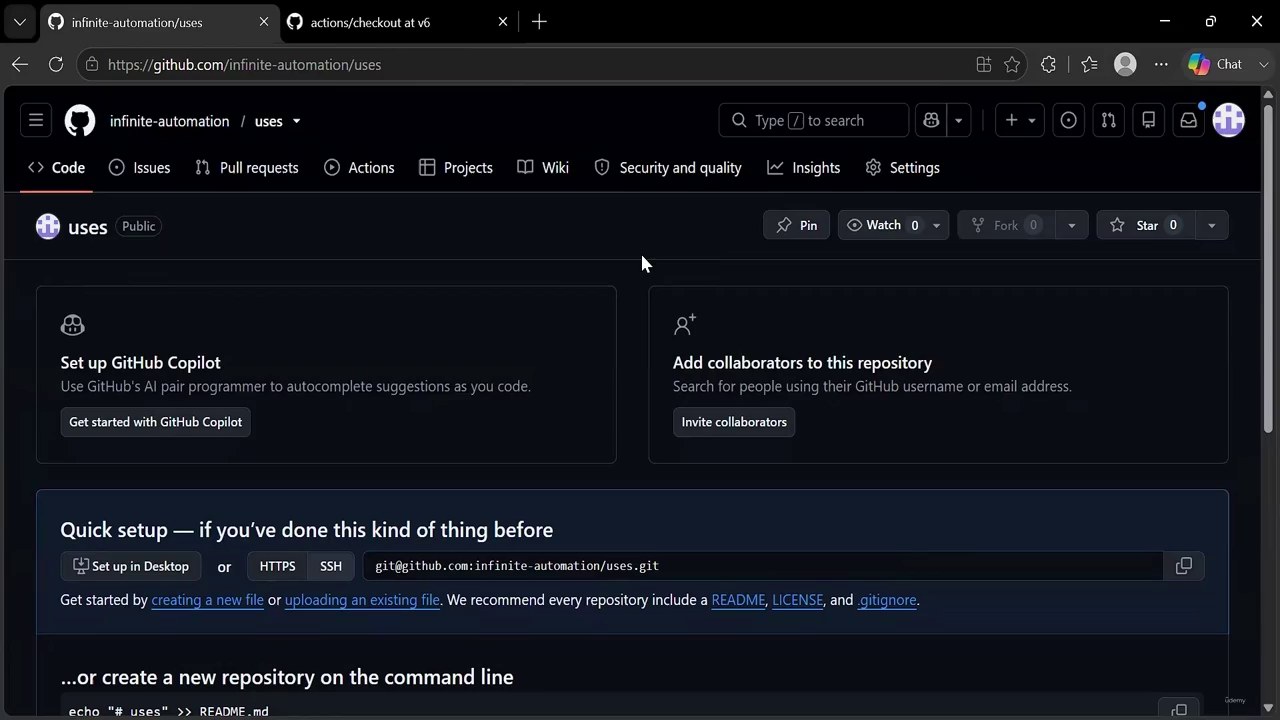 infinite-automation/uses
actions/checkout at v6
https://github.com/infinite-automation/uses
Chat
infinite-automation / uses
Type / to search
Code Issues Pull requests Actions Projects Wiki Security and quality Insights Settings
uses Public
Pin Watch 0 Fork 0 Star 0
Set up GitHub Copilot
Use GitHub's AI pair programmer to autocomplete suggestions as you code.
Get started with GitHub Copilot
Add collaborators to this repository
Search for people using their GitHub username or email address.
Invite collaborators
Quick setup — if you've done this kind of thing before
Set up in Desktop or HTTPS SSH git@github.com:infinite-automation/uses.git
Get started by creating a new file or uploading an existing file. We recommend every repository include a README, LICENSE, and .gitignore.
...or create a new repository on the command line
echo "# uses" >> README.md
Udemy